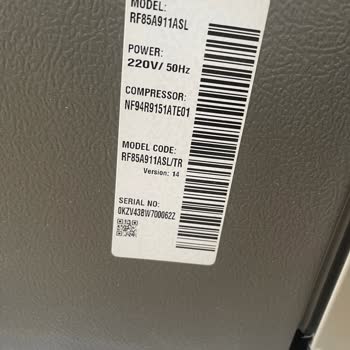 MODEL:
RF85A911ASL
POWER:
220V/ 50Hz
COMPRESSOR:
NF94R9151ATE01
MODEL CODE:
RF85A911ASL/TR
Version: 14
SERIAL NO:
0KZV43BW700062Z